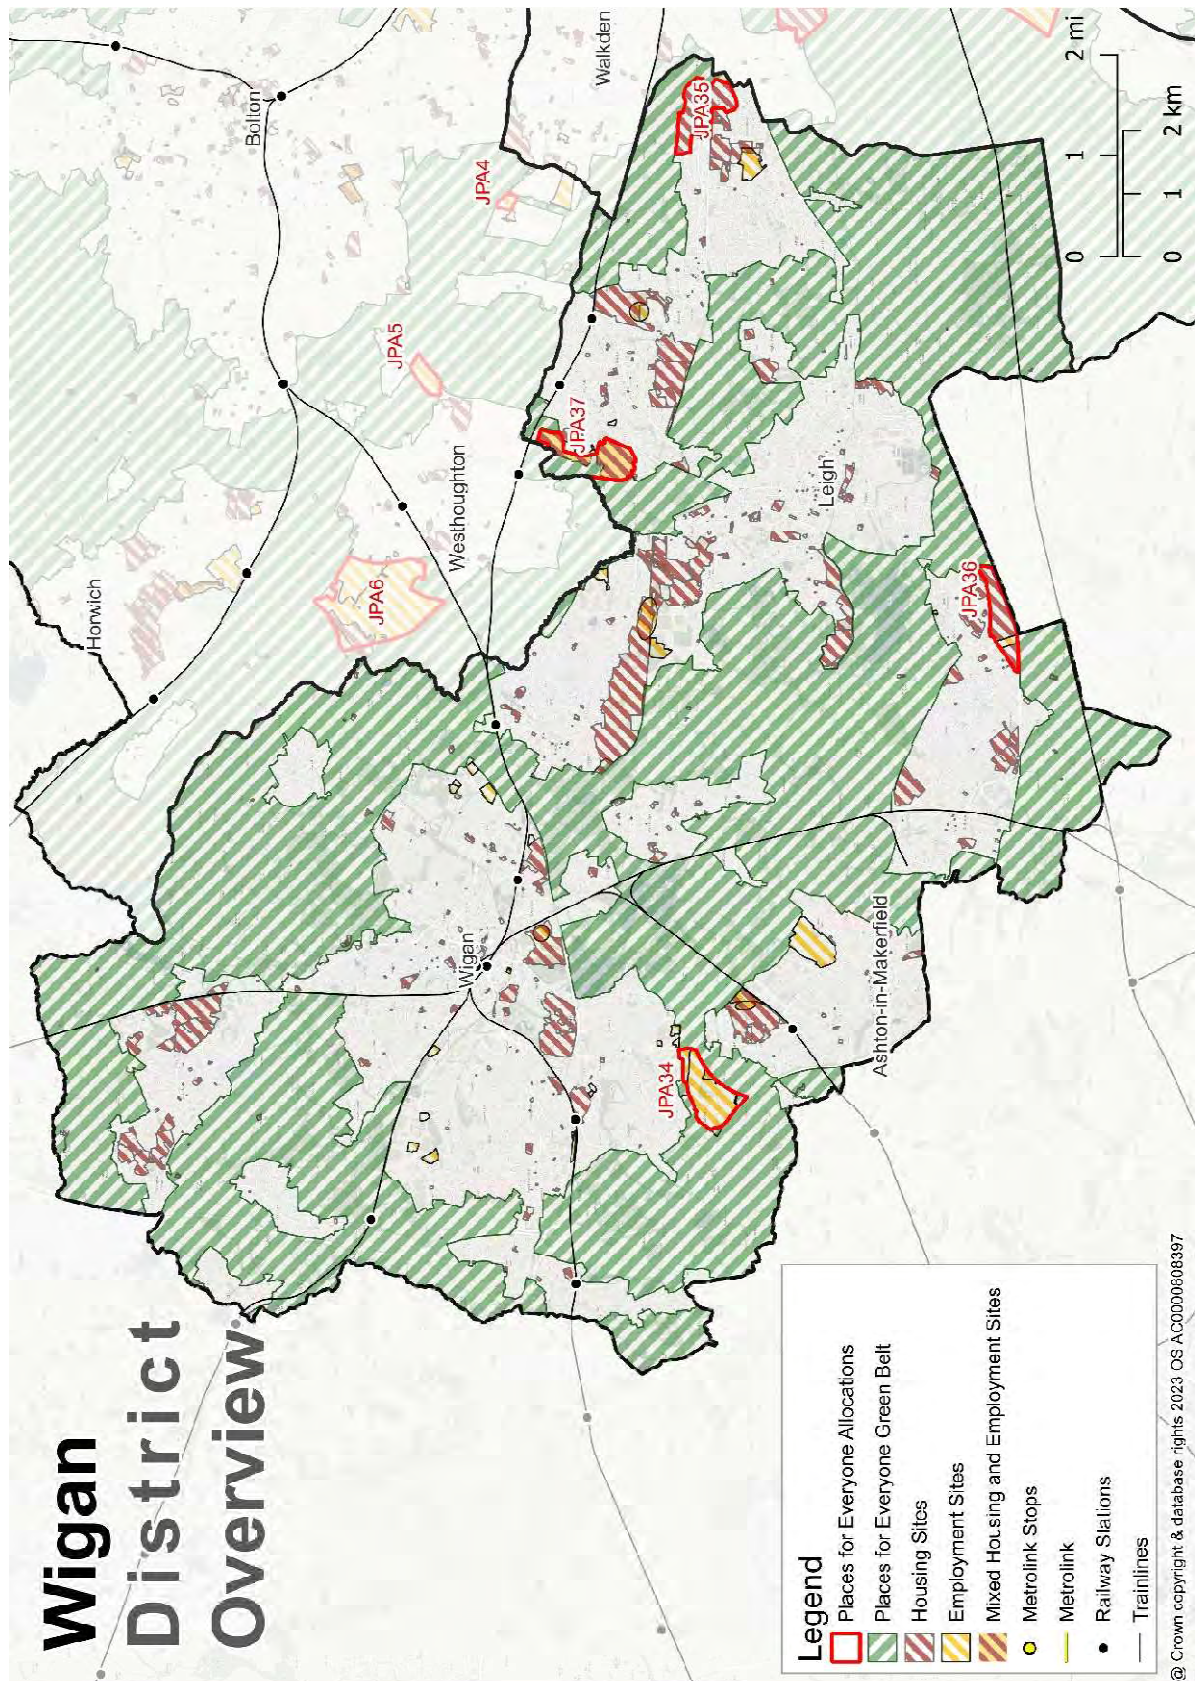 Wigan
District
Overview
Horwich
Bolton
Walkden
Westhoughton
JPA6
JPA5
JPA4
JPA37
JPA35
Wigan
Leigh
JPA34
JPA36
Ashton-in-Makerfield
Legend
Places for Everyone Allocations
Places for Everyone Green Belt
Housing Sites
Employment Sites
Mixed Housing and Employment Sites
Metrolink Stops
Metrolink
Railway Stations
Trainlines
0 1 2 mi
0 1 2 km
@ Crown copyright & database rights 2023 OS AC0000808397